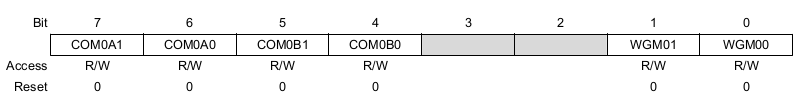 Bit 7 6 5 4 3 2 1 0
COM0A1 COM0A0 COM0B1 COM0B0 WGM01 WGM00
Access R/W R/W R/W R/W R/W R/W
Reset 0 0 0 0 0 0